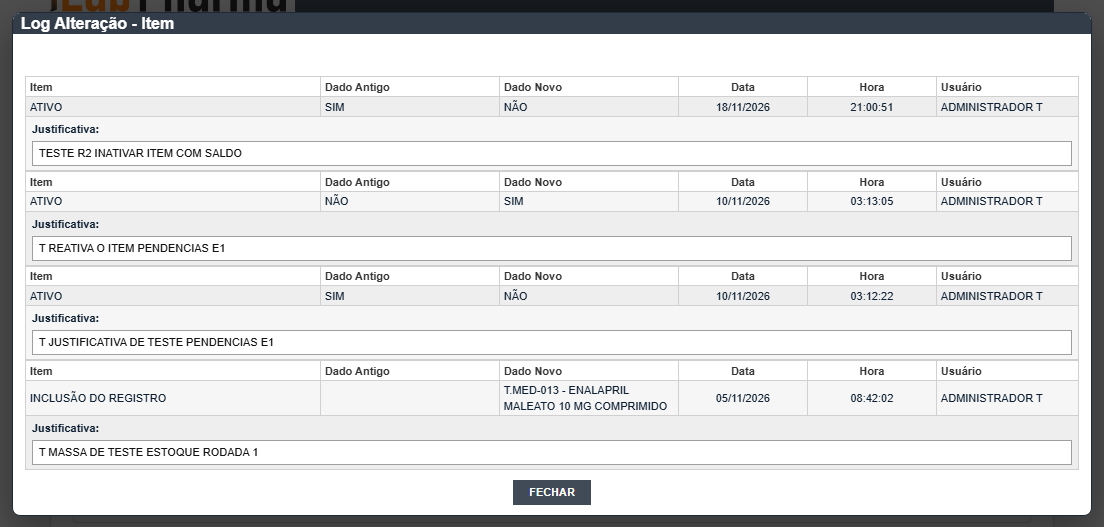 Log Alteração - Item
Item Dado Antigo Dado Novo Data Hora Usuário
ATIVO SIM NÃO 18/11/2026 21:00:51 ADMINISTRADOR T
Justificativa:
TESTE R2 INATIVAR ITEM COM SALDO
Item Dado Antigo Dado Novo Data Hora Usuário
ATIVO NÃO SIM 10/11/2026 03:13:05 ADMINISTRADOR T
Justificativa:
T REATIVA O ITEM PENDENCIAS E1
Item Dado Antigo Dado Novo Data Hora Usuário
ATIVO SIM NÃO 10/11/2026 03:12:22 ADMINISTRADOR T
Justificativa:
T JUSTIFICATIVA DE TESTE PENDENCIAS E1
Item Dado Antigo Dado Novo Data Hora Usuário
INCLUSÃO DO REGISTRO T.MED-013 - ENALAPRIL
MALEATO 10 MG COMPRIMIDO 05/11/2026 08:42:02 ADMINISTRADOR T
Justificativa:
T MASSA DE TESTE ESTOQUE RODADA 1
FECHAR